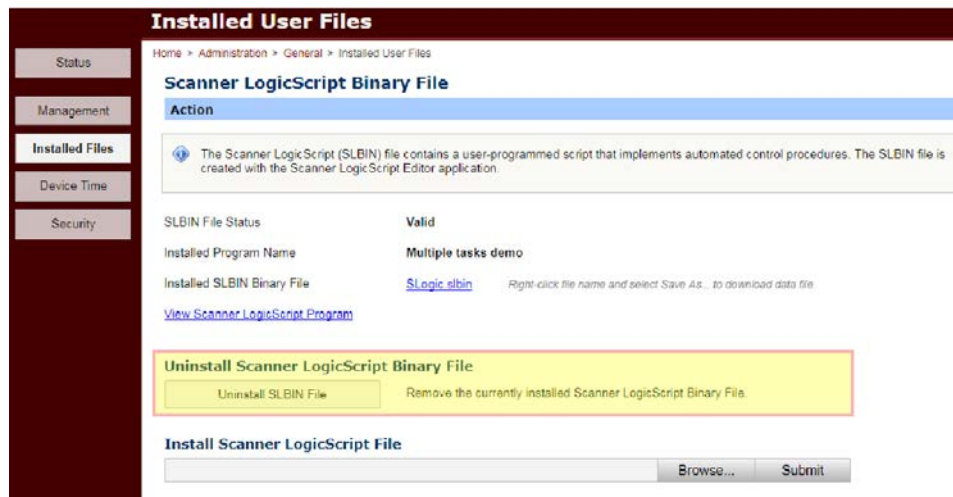 Installed User Files
Home > Administration > General > Installed User Files
Status
Management
Installed Files
Device Time
Security
Scanner LogicScript Binary File
Action
The Scanner LogicScript (SLBIN) file contains a user-programmed script that implements automated control procedures. The SLBIN file is
created with the Scanner LogicScript Editor application.
SLBIN File Status Valid
Installed Program Name Multiple tasks demo
Installed SLBIN Binary File SLogic.slbin Right-click file name and select Save As... to download data file
View Scanner LogicScript Program
Uninstall Scanner LogicScript Binary File
Uninstall SLBIN File Remove the currently installed Scanner LogicScript Binary File.
Install Scanner LogicScript File
Browse... Submit